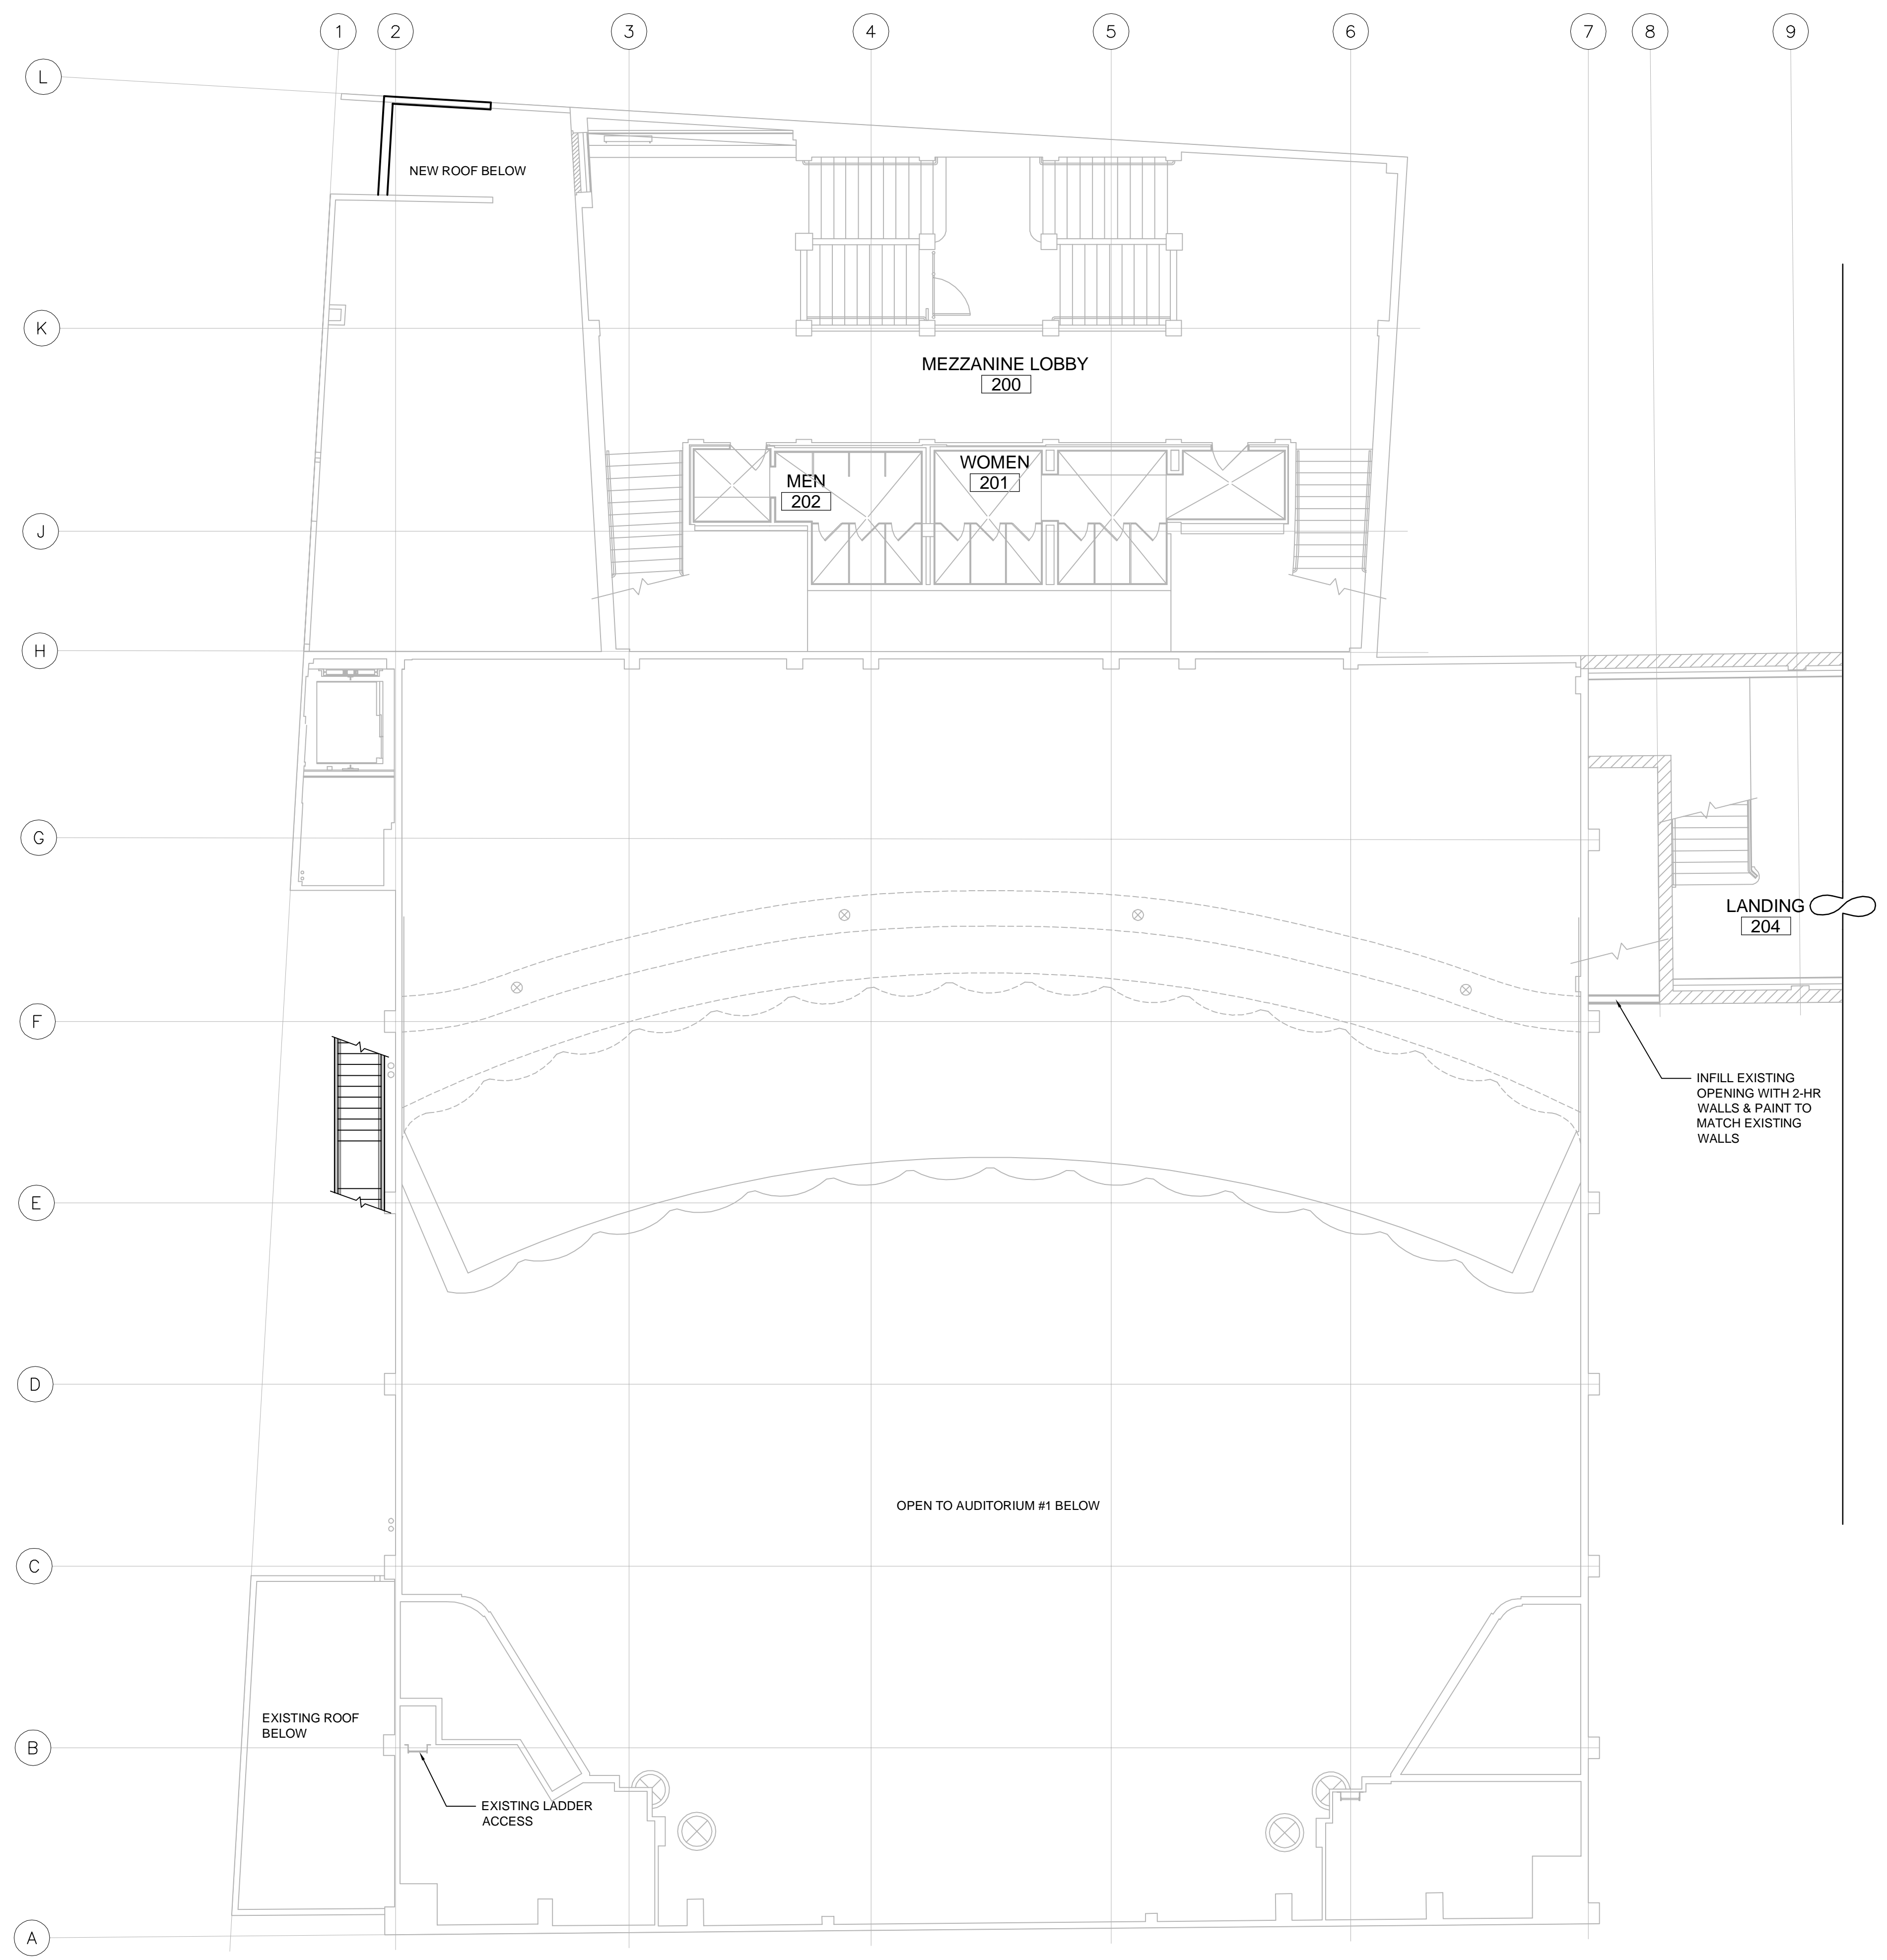 1 2 3 4 5 6 7 8 9
L
NEW ROOF BELOW
K
MEZZANINE LOBBY
200
WOMEN
201
MEN
202
J
H
G
LANDING
204
F
INFILL EXISTING
OPENING WITH 2-HR
WALLS & PAINT TO
MATCH EXISTING
WALLS
E
D
OPEN TO AUDITORIUM #1 BELOW
C
EXISTING ROOF
BELOW
B
EXISTING LADDER
ACCESS
A